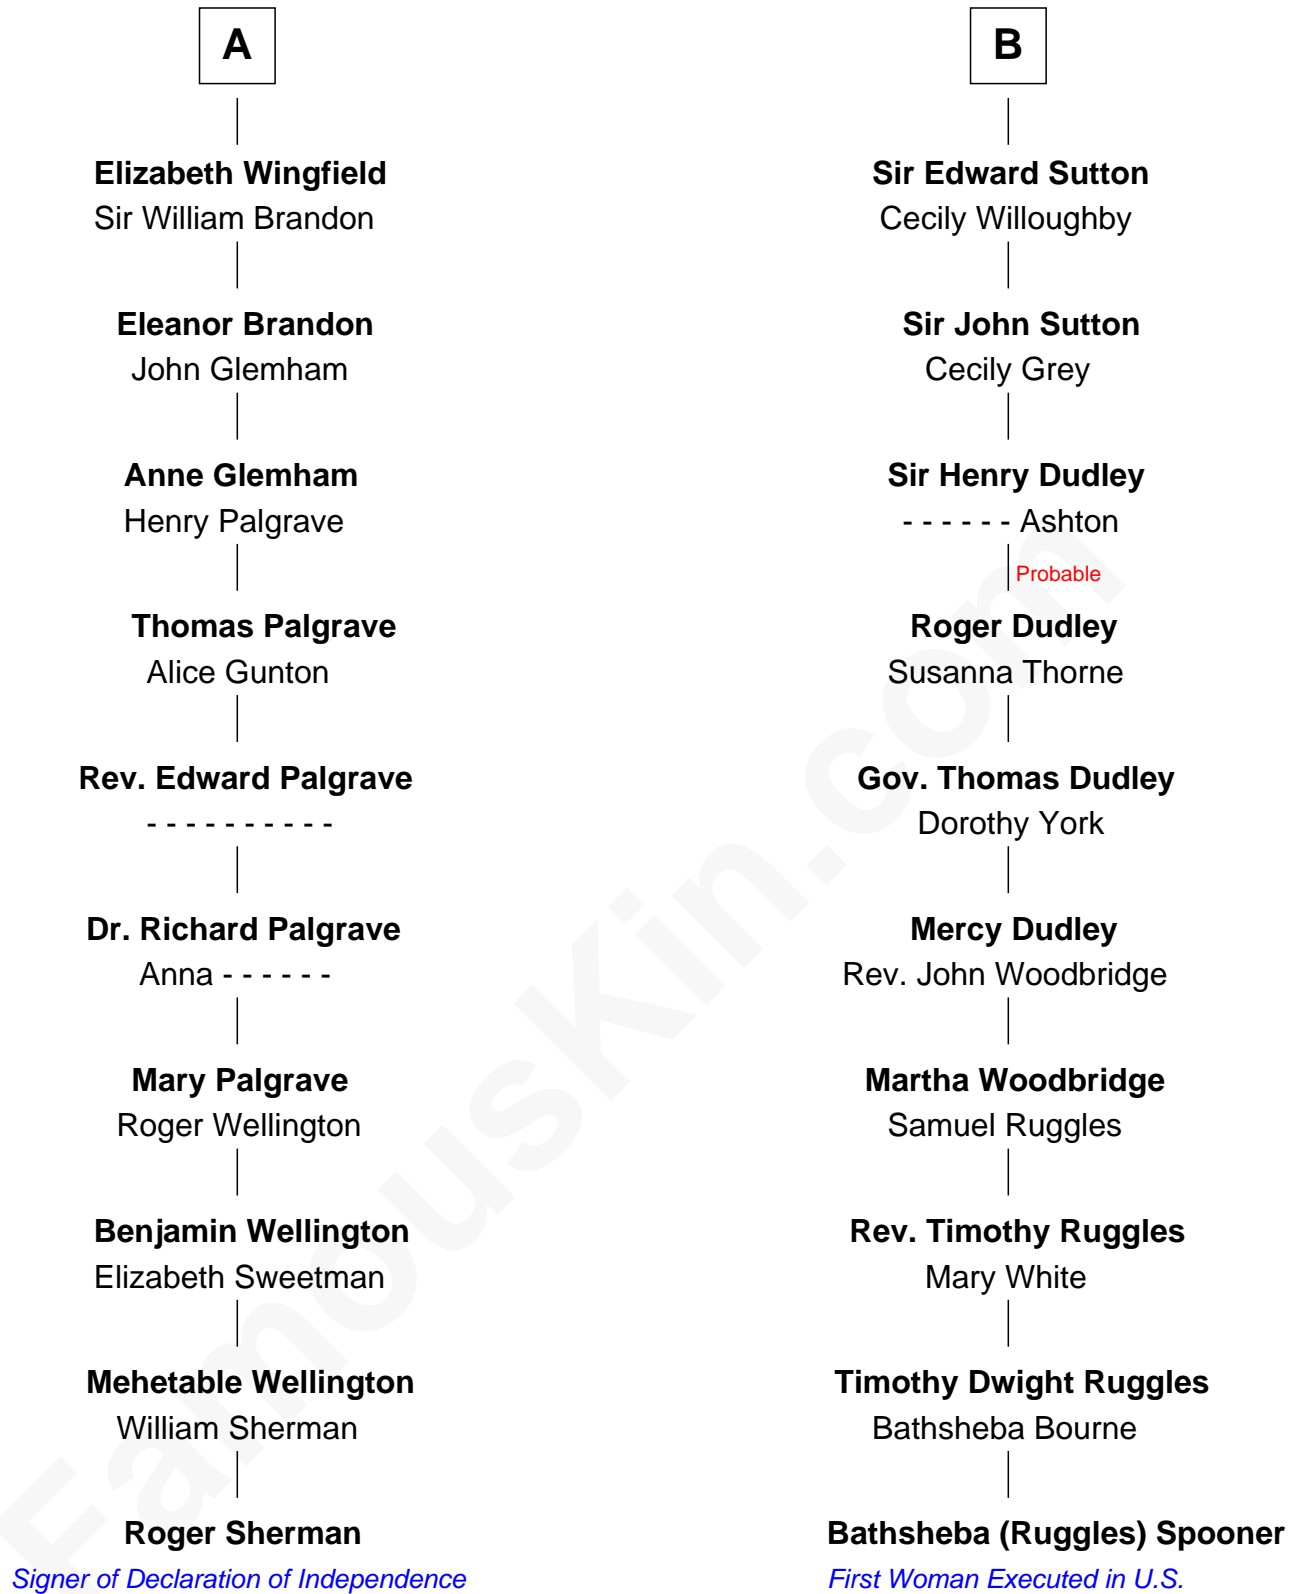 A
Elizabeth Wingfield
Sir William Brandon
Eleanor Brandon
John Glemham
Anne Glemham
Henry Palgrave
Thomas Palgrave
Alice Gunton
Rev. Edward Palgrave
- - - - - - - - - -
Dr. Richard Palgrave
Anna - - - - - -
Mary Palgrave
Roger Wellington
Benjamin Wellington
Elizabeth Sweetman
Mehetable Wellington
William Sherman
Roger Sherman
Signer of Declaration of Independence
B
Sir Edward Sutton
Cecily Willoughby
Sir John Sutton
Cecily Grey
Sir Henry Dudley
- - - - - - Ashton
Probable
Roger Dudley
Susanna Thorne
Gov. Thomas Dudley
Dorothy York
Mercy Dudley
Rev. John Woodbridge
Martha Woodbridge
Samuel Ruggles
Rev. Timothy Ruggles
Mary White
Timothy Dwight Ruggles
Bathsheba Bourne
Bathsheba (Ruggles) Spooner
First Woman Executed in U.S.
FamousKin.com